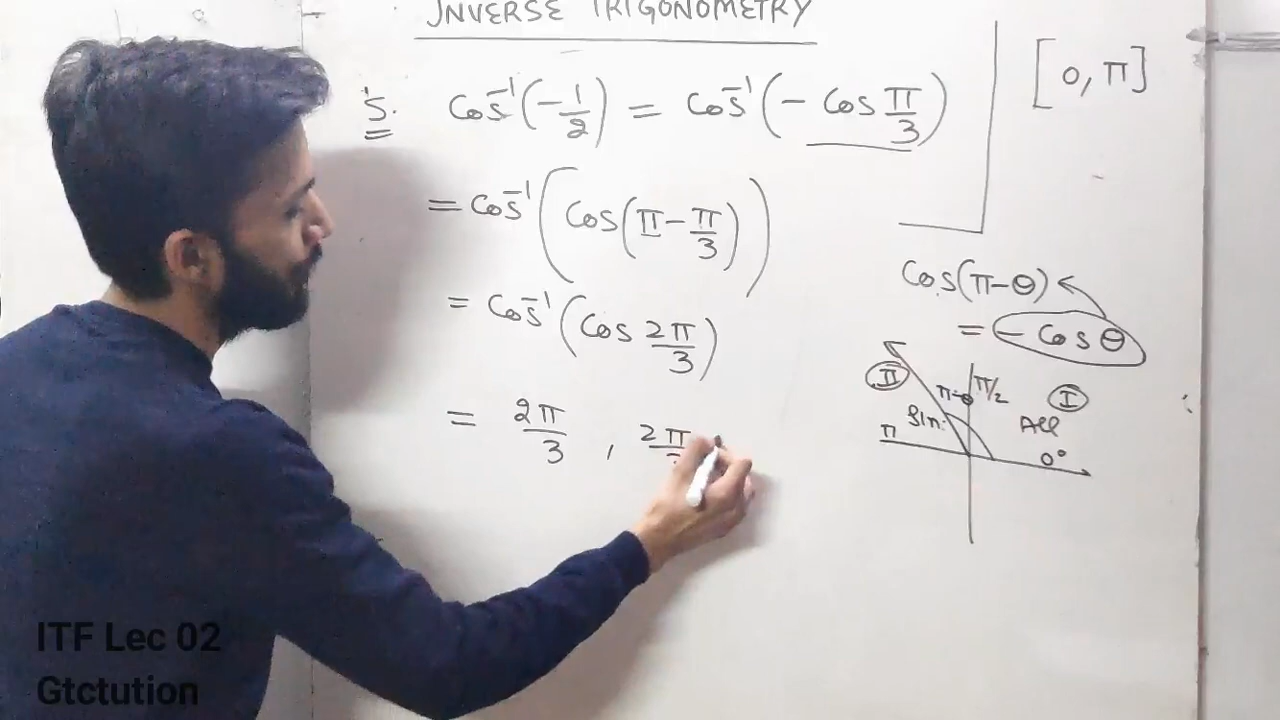 INVERSE TRIGONOMETRY
5. Cos⁻¹(-1/2) = Cos⁻¹(- Cos π/3)
= Cos⁻¹(Cos(π-π/3))
= Cos⁻¹(Cos 2π/3)
= 2π/3 , 2π
[0,π]
Cos(π-θ)
= - Cos θ
II π-θ π/2 I
Sin. All
π 0°
ITF Lec 02
Gtctution